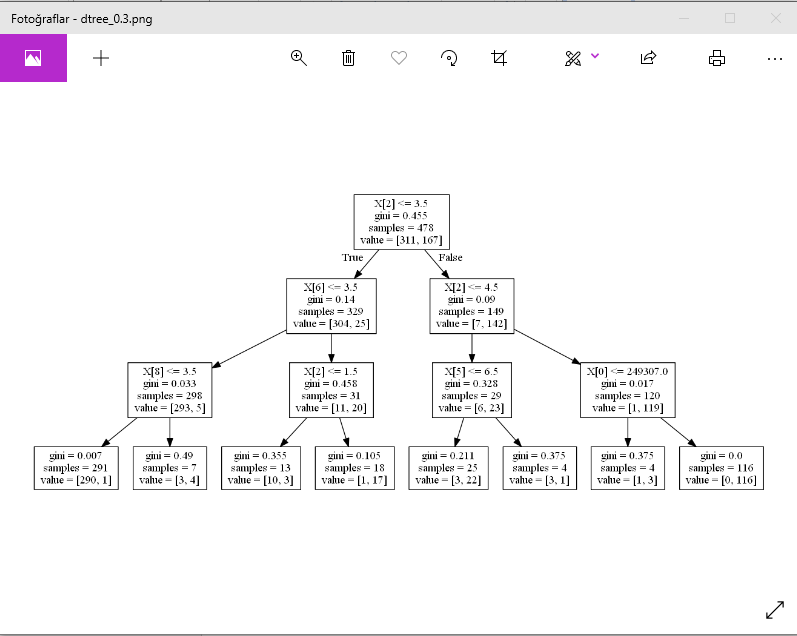 Fotoğraflar - dtree_0.3.png
X[2] <= 3.5
gini = 0.455
samples = 478
value = [311, 167]
True
False
X[6] <= 3.5
gini = 0.14
samples = 329
value = [304, 25]
X[2] <= 4.5
gini = 0.09
samples = 149
value = [7, 142]
X[8] <= 3.5
gini = 0.033
samples = 298
value = [293, 5]
X[2] <= 1.5
gini = 0.458
samples = 31
value = [11, 20]
X[5] <= 6.5
gini = 0.328
samples = 29
value = [6, 23]
X[0] <= 249307.0
gini = 0.017
samples = 120
value = [1, 119]
gini = 0.007
samples = 291
value = [290, 1]
gini = 0.49
samples = 7
value = [3, 4]
gini = 0.355
samples = 13
value = [10, 3]
gini = 0.105
samples = 18
value = [1, 17]
gini = 0.211
samples = 25
value = [3, 22]
gini = 0.375
samples = 4
value = [3, 1]
gini = 0.375
samples = 4
value = [1, 3]
gini = 0.0
samples = 116
value = [0, 116]